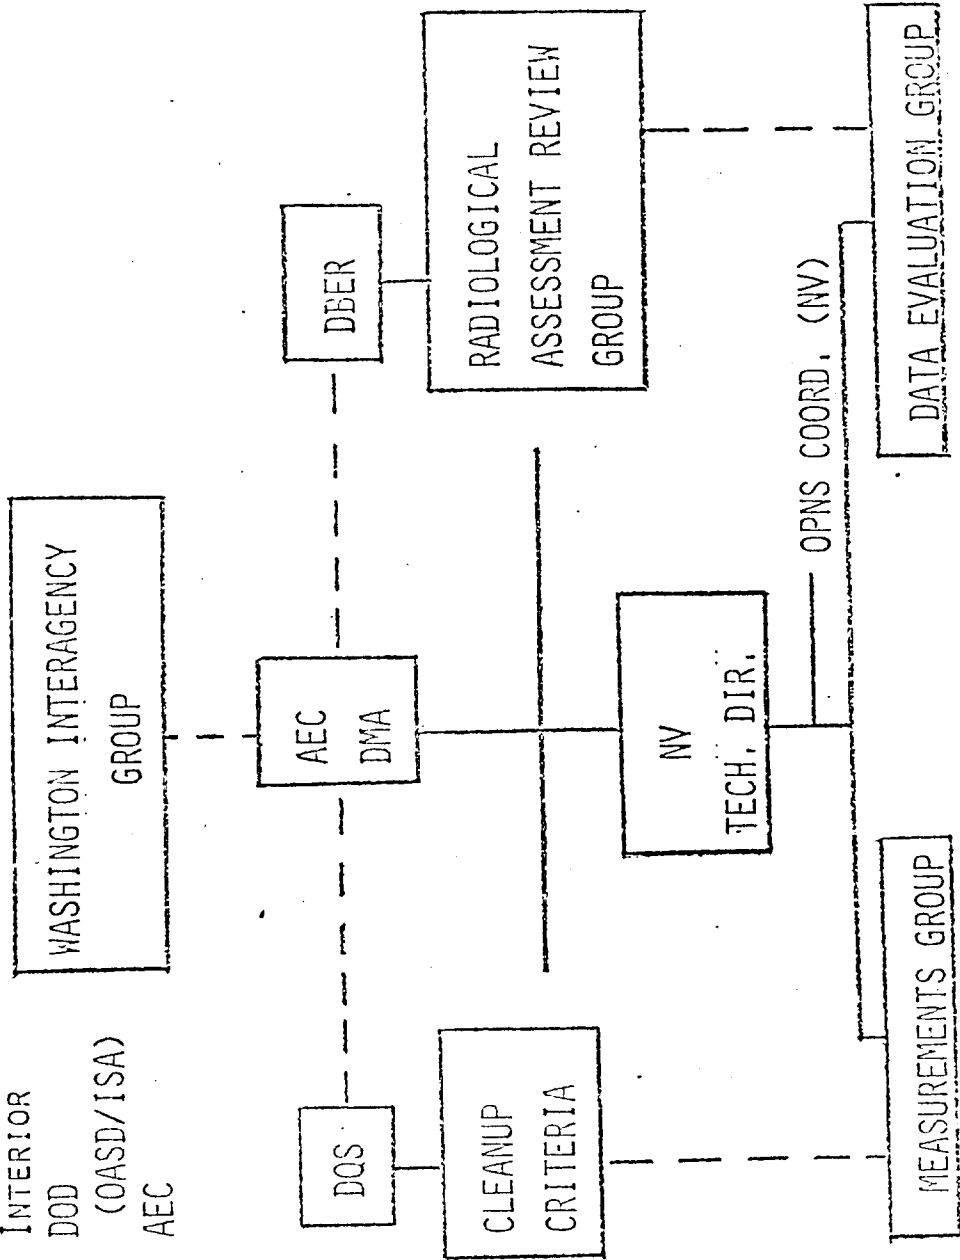 INTERIOR
DOD
(OASD/ISA)
AEC
WASHINGTON INTERAGENCY
GROUP
DOS
AEC
DMA
DBER
CLEANUP
CRITERIA
RADIOLOGICAL
ASSESSMENT REVIEW
GROUP
NV
TECH. DIR.
OPNS COORD. (NV)
MEASUREMENTS GROUP
DATA EVALUATION GROUP